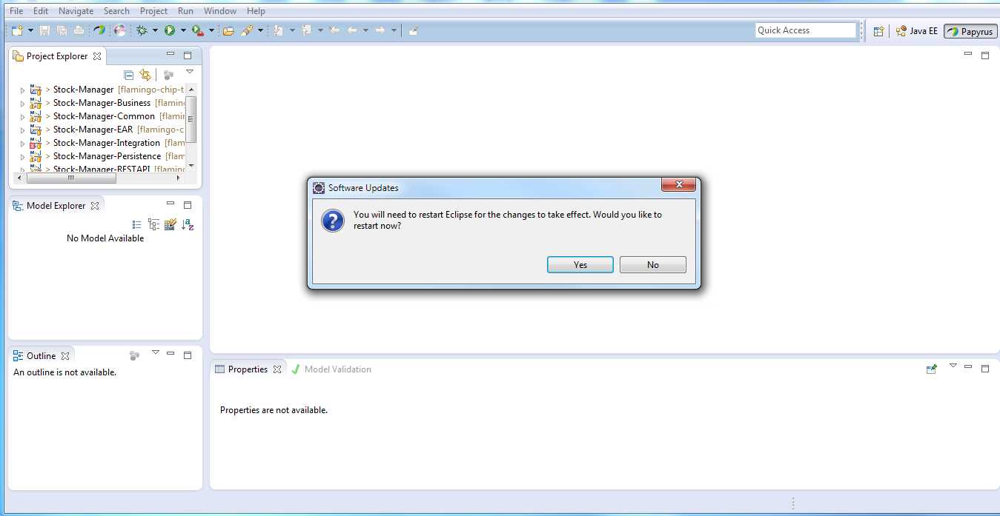 File Edit Navigate Search Project Run Window Help
Quick Access
Java EE
Papyrus
Project Explorer
> Stock-Manager [flamingo-chip-t
> Stock-Manager-Business [flaming
> Stock-Manager-Common [flamin
> Stock-Manager-EAR [flamingo-c
> Stock-Manager-Integration [flam
> Stock-Manager-Persistence [flam
> Stock-Manager-RESTAPI [flaming
Software Updates
You will need to restart Eclipse for the changes to take effect. Would you like to
restart now?
Yes No
Model Explorer
No Model Available
Outline
An outline is not available.
Properties Model Validation
Properties are not available.